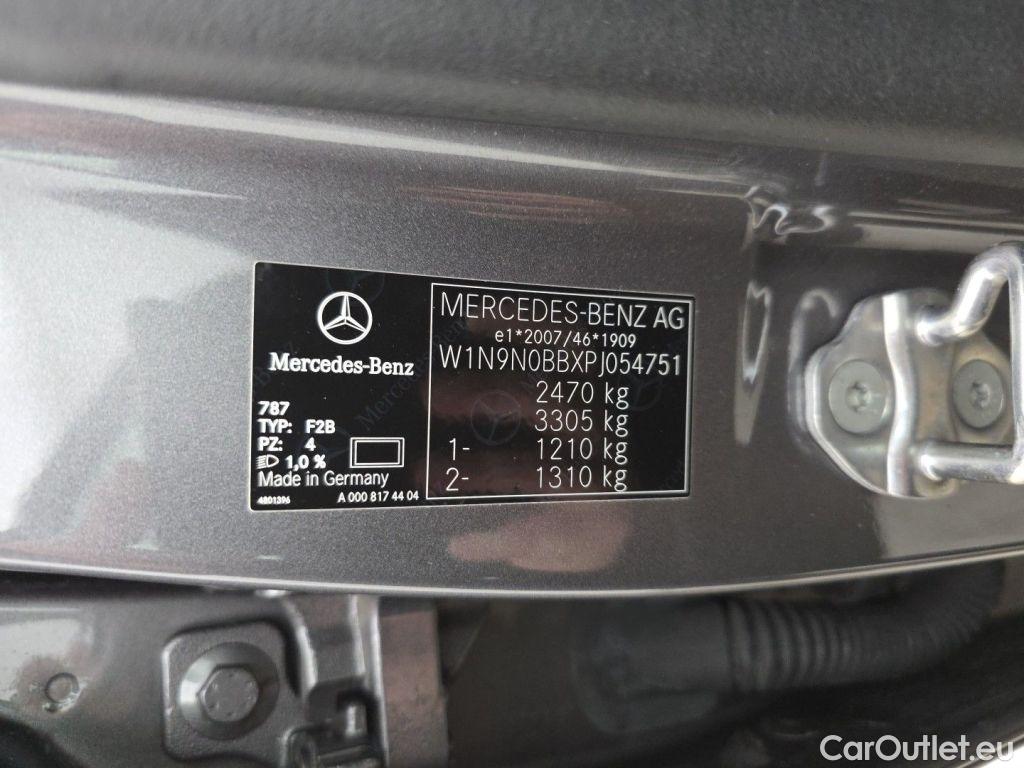 Mercedes-Benz
787
TYP: F2B
PZ: 4
1,0 %
Made in Germany
4801396 A 000 817 44 04
MERCEDES-BENZ AG
e1*2007/46*1909
W1N9N0BBXPJ054751
2470 kg
3305 kg
1- 1210 kg
2- 1310 kg
CarOutlet.eu